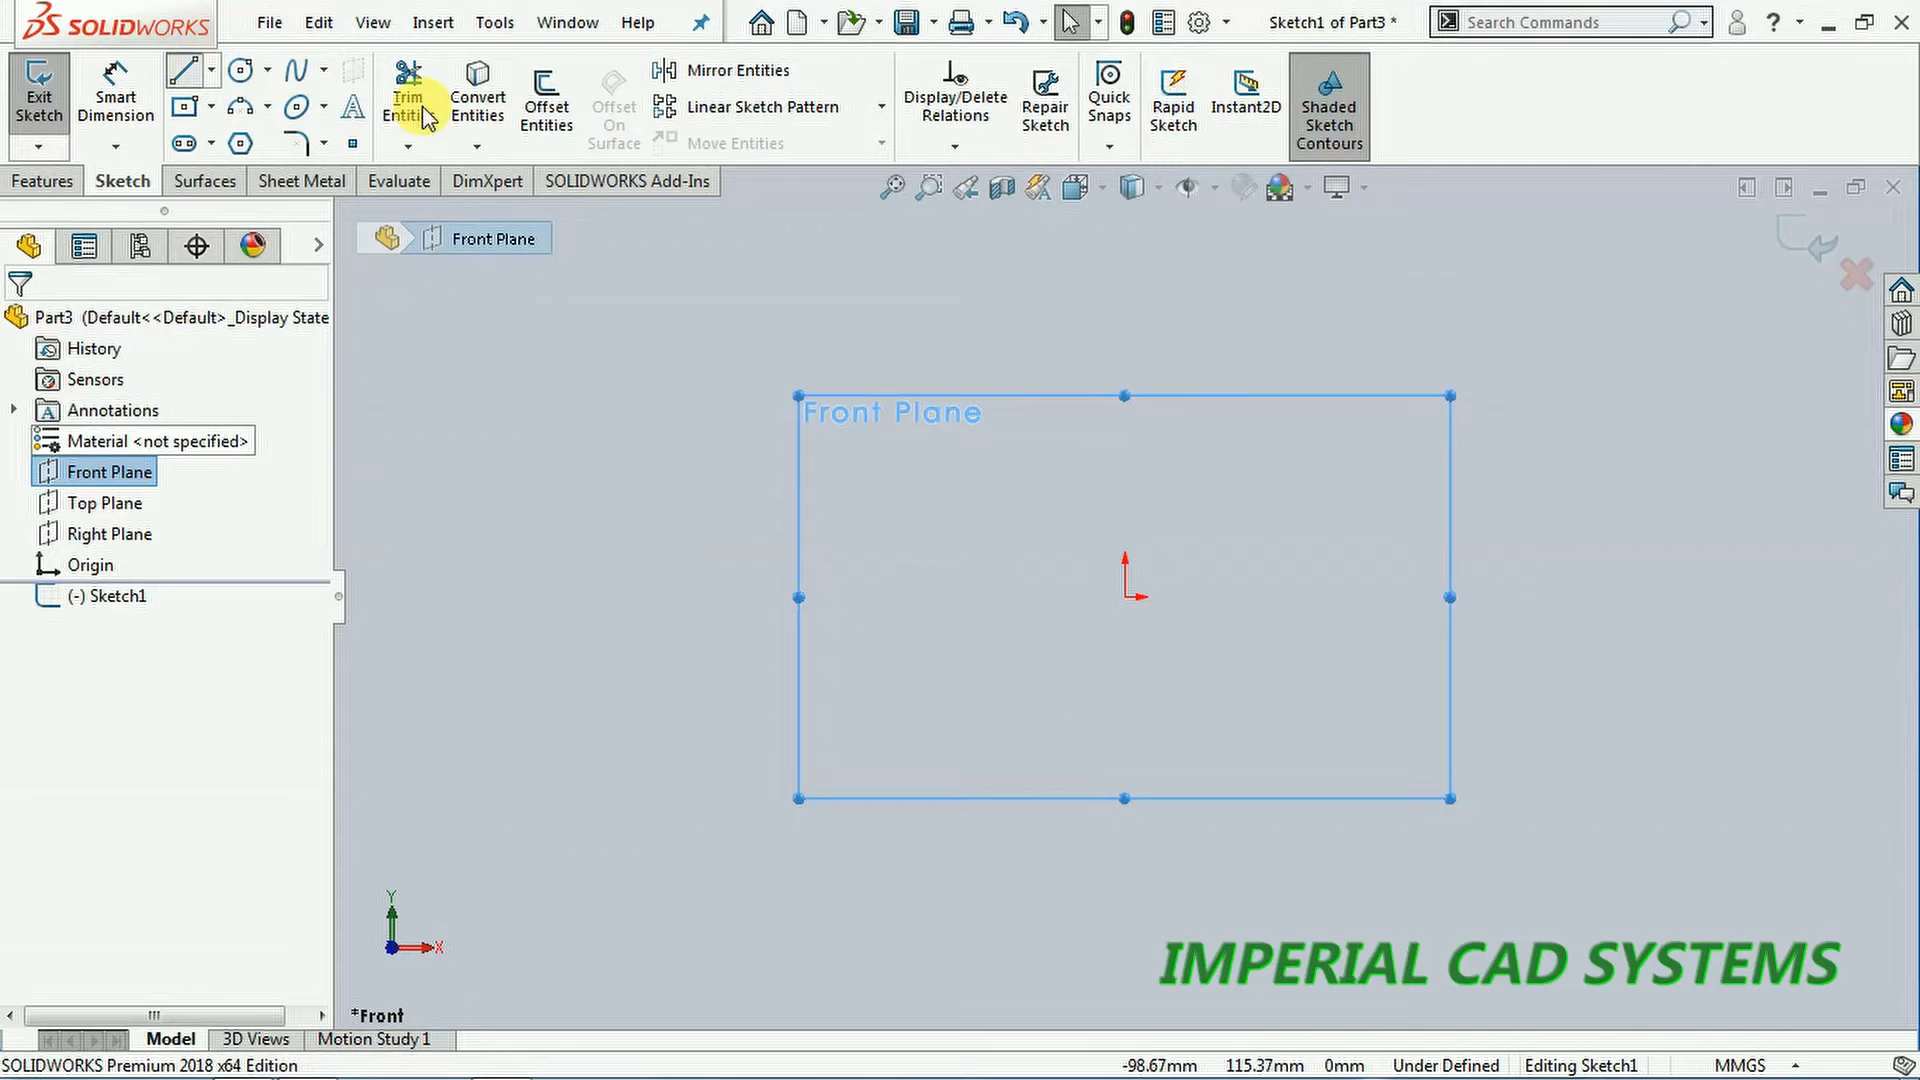 SOLIDWORKS
File Edit View Insert Tools Window Help
Sketch1 of Part3 *
Search Commands
?
Exit Sketch
Smart Dimension
Trim
Convert Entities
Offset Entities
Offset On Surface
Mirror Entities
Linear Sketch Pattern
Move Entities
Display/Delete Relations
Repair Sketch
Quick Snaps
Rapid Sketch
Instant2D
Shaded Sketch Contours
Features Sketch Surfaces Sheet Metal Evaluate DimXpert SOLIDWORKS Add-Ins
Front Plane
Part3 (Default<<Default>_Display State
History
Sensors
Annotations
Material <not specified>
Front Plane
Top Plane
Right Plane
Origin
(-) Sketch1
Front Plane
Y
X
IMPERIAL CAD SYSTEMS
*Front
Model 3D Views Motion Study 1
SOLIDWORKS Premium 2018 x64 Edition
-98.67mm 115.37mm 0mm Under Defined Editing Sketch1 MMGS